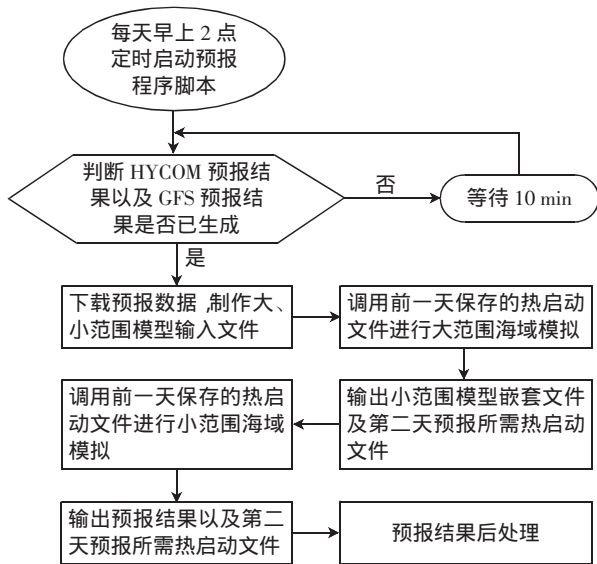 每天早上 2 点
定时启动预报
程序脚本
判断 HYCOM 预报结
果以及 GFS 预报结
果是否已生成
否
等待 10 min
是
下载预报数据,制作大、
小范围模型输入文件
调用前一天保存的热启动
文件进行大范围海域模拟
输出小范围模型嵌套文件
及第二天预报所需热启动
文件
调用前一天保存的热启
动文件进行小范围海域
模拟
输出预报结果以及第二
天预报所需热启动文件
预报结果后处理